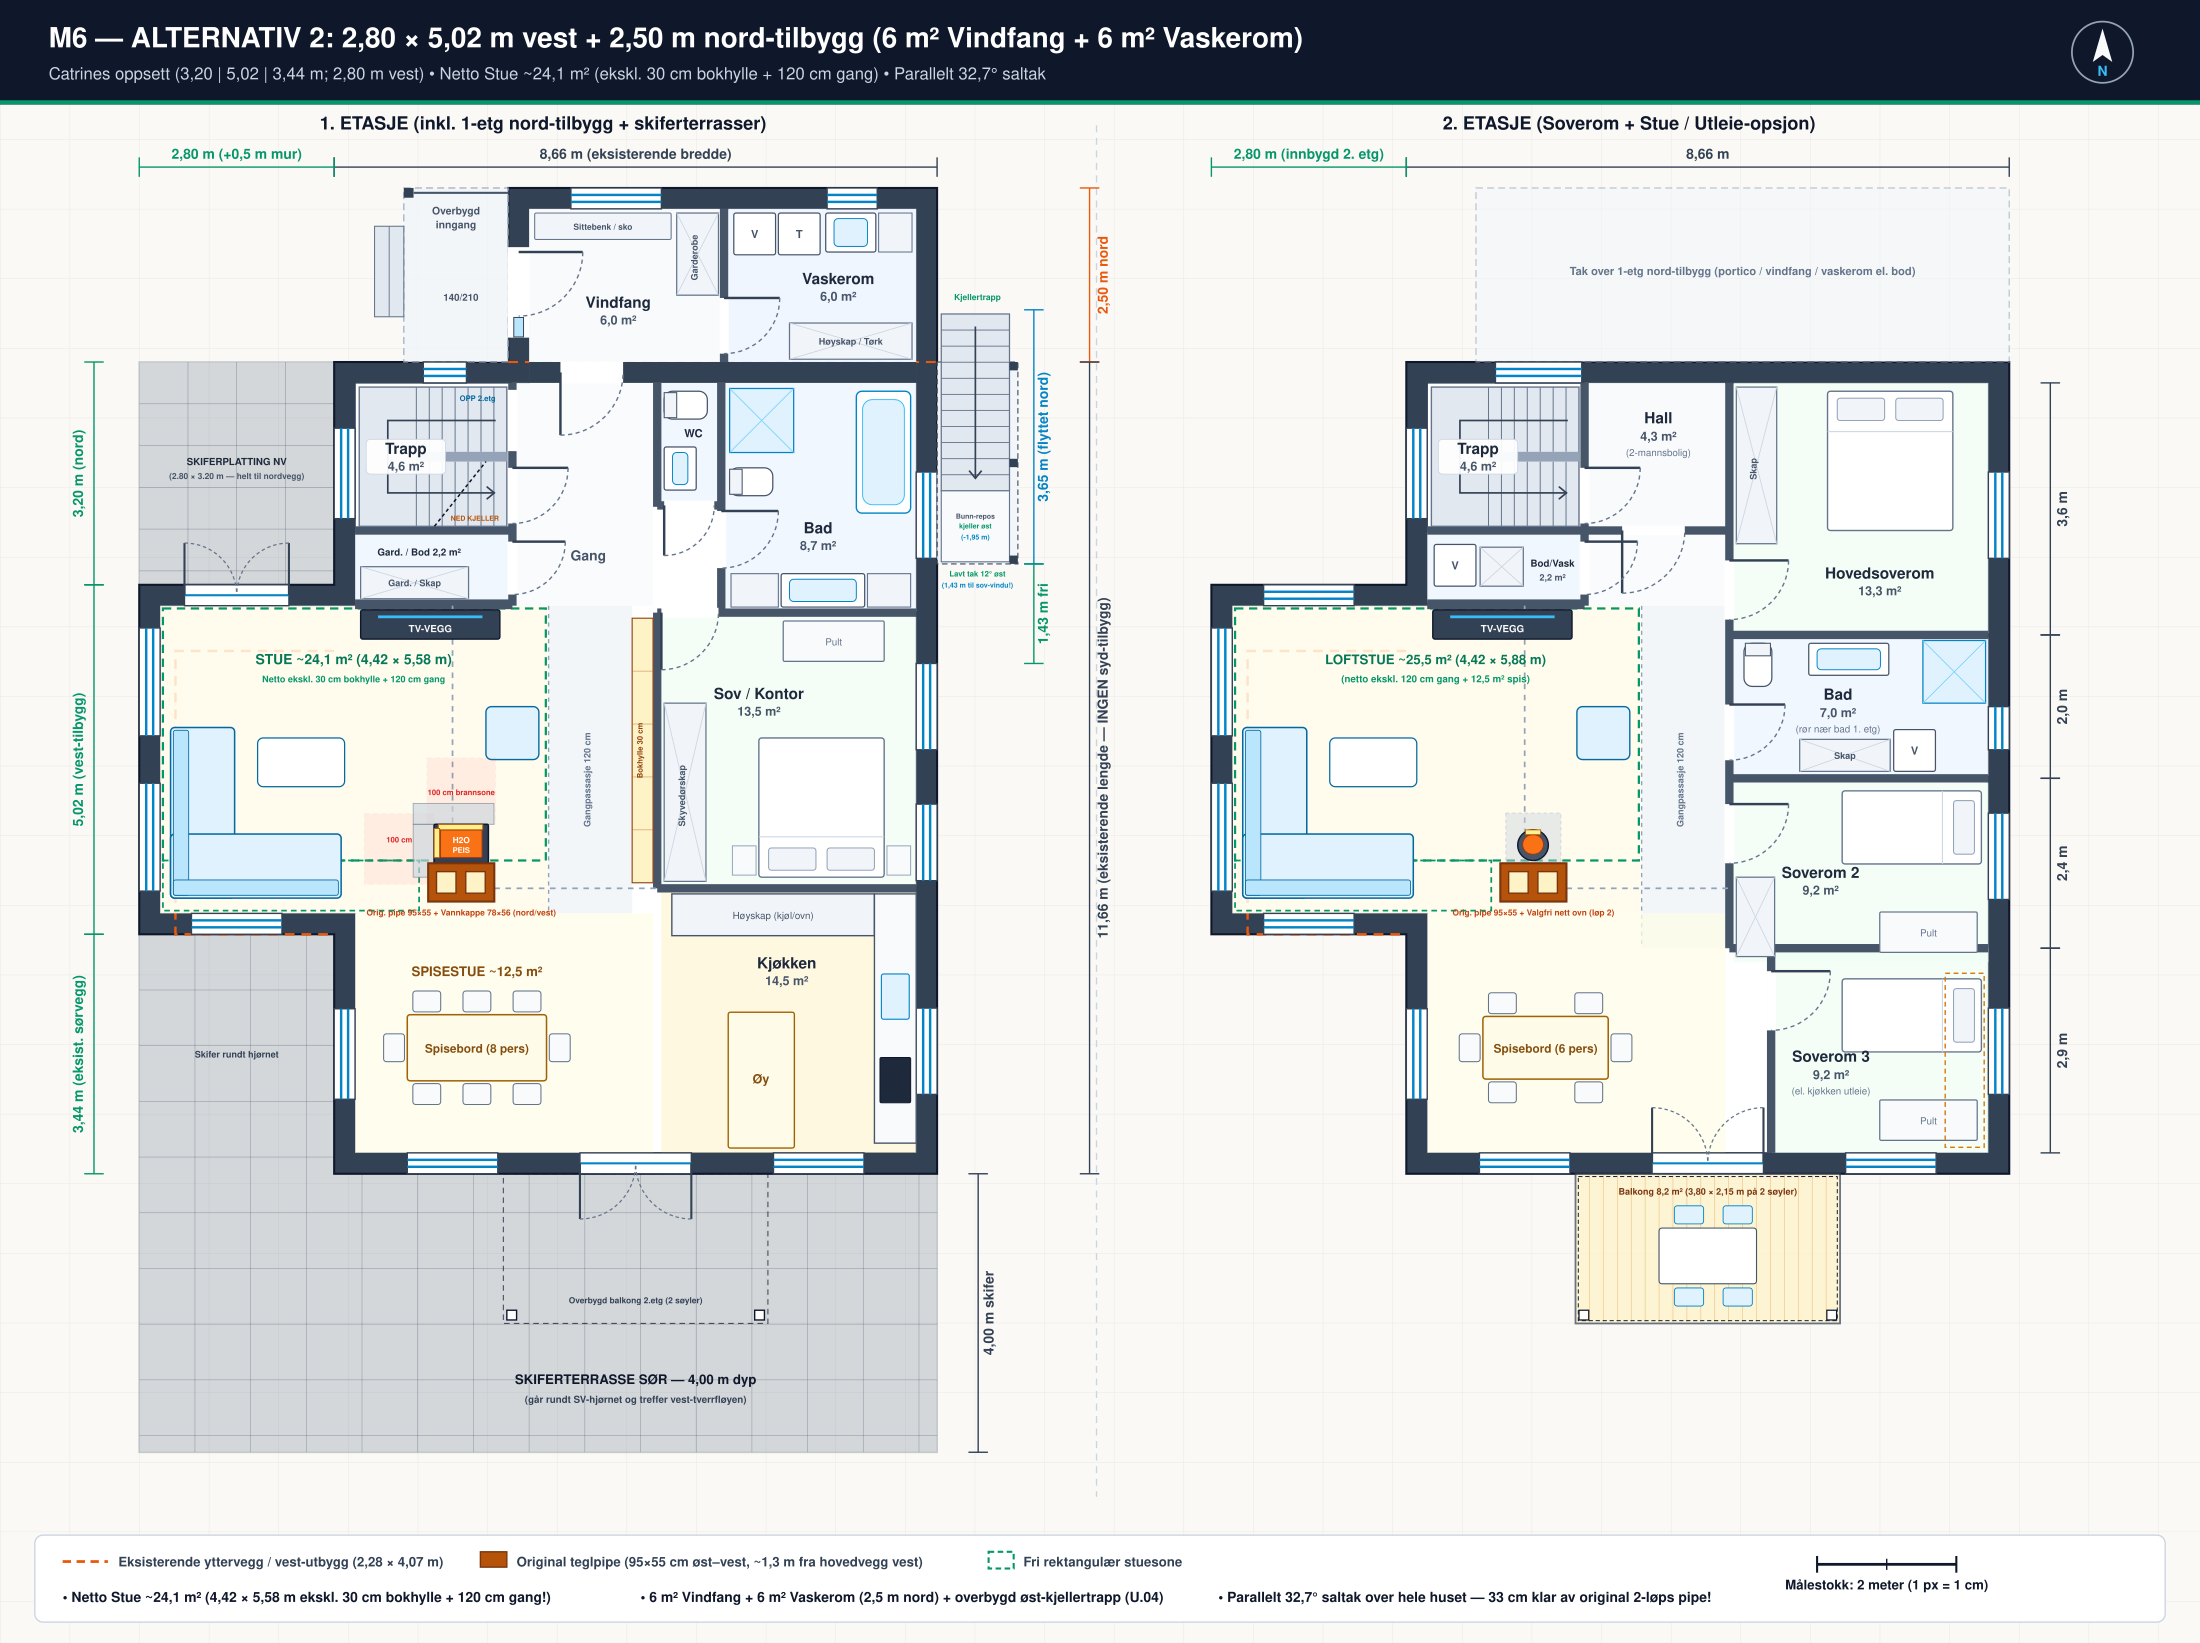 M6 — ALTERNATIV 2: 2,80 × 5,02 m vest + 2,50 m nord-tilbygg (6 m² Vindfang + 6 m² Vaskerom)
Catrines oppsett (3,20 | 5,02 | 3,44 m; 2,80 m vest) • Netto Stue ~24,1 m² (ekskl. 30 cm bokhylle + 120 cm gang) • Parallelt 32,7° saltak
N
1. ETASJE (inkl. 1-etg nord-tilbygg + skiferterrasser)
2,80 m (+0,5 m mur)
8,66 m (eksisterende bredde)
Overbygd
inngang
140/210
Sittebenk / sko
Garderobe
V
T
Vindfang
6,0 m²
Vaskerom
6,0 m²
Høyskap / Tørk
Kjellertrapp
2,50 m nord
3,20 m (nord)
SKIFERPLATTING NV
(2.80 × 3.20 m — helt til nordvegg)
OPP 2.etg
Trapp
4,6 m²
NED KJELLER
Gard. / Bod 2,2 m²
Gard. / Skap
Gang
WC
Bad
8,7 m²
Bunn-repos
kjeller øst
(-1,95 m)
Lavt tak 12° øst
(1,43 m til sov-vindu!)
3,65 m (flyttet nord)
1,43 m fri
11,66 m (eksisterende lengde — INGEN syd-tilbygg)
5,02 m (vest-tilbygg)
TV-VEGG
STUE ~24,1 m² (4,42 × 5,58 m)
Netto ekskl. 30 cm bokhylle + 120 cm gang
100 cm brannsone
100 cm
H2O
PEIS
Orig. pipe 95×55 + Vannkappe 78×56 (nord/vest)
Gangpassasje 120 cm
Bokhylle 30 cm
Pult
Sov / Kontor
13,5 m²
Skyvedørskap
3,44 m (eksist. sørvegg)
Skifer rundt hjørnet
SPISESTUE ~12,5 m²
Spisebord (8 pers)
Høyskap (kjøl/ovn)
Kjøkken
14,5 m²
Øy
Overbygd balkong 2.etg (2 søyler)
SKIFERTERRASSE SØR — 4,00 m dyp
(går rundt SV-hjørnet og treffer vest-tverrfløyen)
4,00 m skifer
2. ETASJE (Soverom + Stue / Utleie-opsjon)
2,80 m (innbygd 2. etg)
8,66 m
Tak over 1-etg nord-tilbygg (portico / vindfang / vaskerom el. bod)
Trapp
4,6 m²
Hall
4,3 m²
(2-mannsbolig)
Skap
Hovedsoverom
13,3 m²
V
Bod/Vask
2,2 m²
3,6 m
TV-VEGG
LOFTSTUE ~25,5 m² (4,42 × 5,88 m)
(netto ekskl. 120 cm gang + 12,5 m² spis)
Gangpassasje 120 cm
Bad
7,0 m²
(rør nær bad 1. etg)
Skap
V
2,0 m
Orig. pipe 95×55 + Valgfri nett ovn (løp 2)
Soverom 2
9,2 m²
Pult
2,4 m
Spisebord (6 pers)
Soverom 3
9,2 m²
(el. kjøkken utleie)
Pult
2,9 m
Balkong 8,2 m² (3,80 × 2,15 m på 2 søyler)
Eksisterende yttervegg / vest-utbygg (2,28 × 4,07 m)
Original teglpipe (95×55 cm øst–vest, ~1,3 m fra hovedvegg vest)
Fri rektangulær stuesone
Målestokk: 2 meter (1 px = 1 cm)
• Netto Stue ~24,1 m² (4,42 × 5,58 m ekskl. 30 cm bokhylle + 120 cm gang!)
• 6 m² Vindfang + 6 m² Vaskerom (2,5 m nord) + overbygd øst-kjellertrapp (U.04)
• Parallelt 32,7° saltak over hele huset — 33 cm klar av original 2-løps pipe!